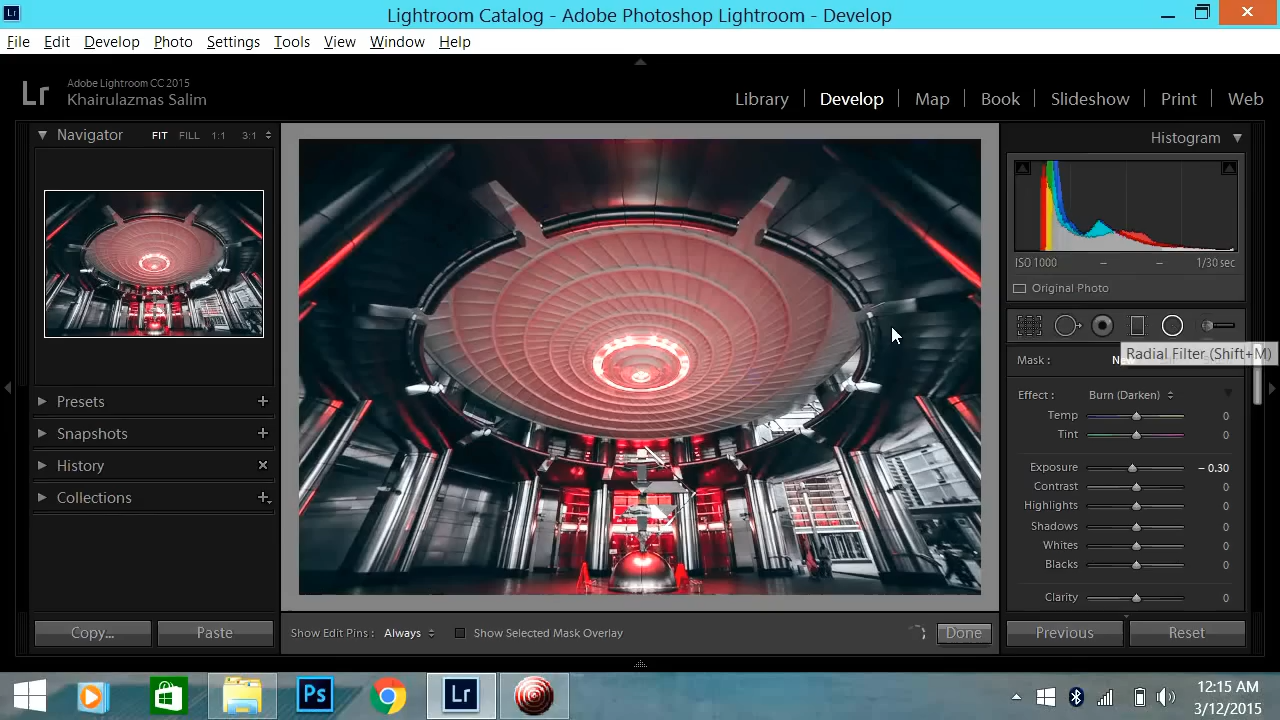 Lr
Lightroom Catalog - Adobe Photoshop Lightroom - Develop
File Edit Develop Photo Settings Tools View Window Help
Lr
Adobe Lightroom CC 2015
Khairulazmas Salim
Library Develop Map Book Slideshow Print Web
Navigator FIT FILL 1:1 3:1
Histogram
ISO 1000 – – 1/30 sec
Original Photo
Radial Filter (Shift+M)
Mask :
Effect : Burn (Darken)
Temp 0
Tint 0
Exposure – 0.30
Contrast 0
Highlights 0
Shadows 0
Whites 0
Blacks 0
Clarity 0
Presets
Snapshots
History
Collections
Copy... Paste
Show Edit Pins : Always Show Selected Mask Overlay Done
Previous Reset
Ps Lr
12:15 AM
3/12/2015